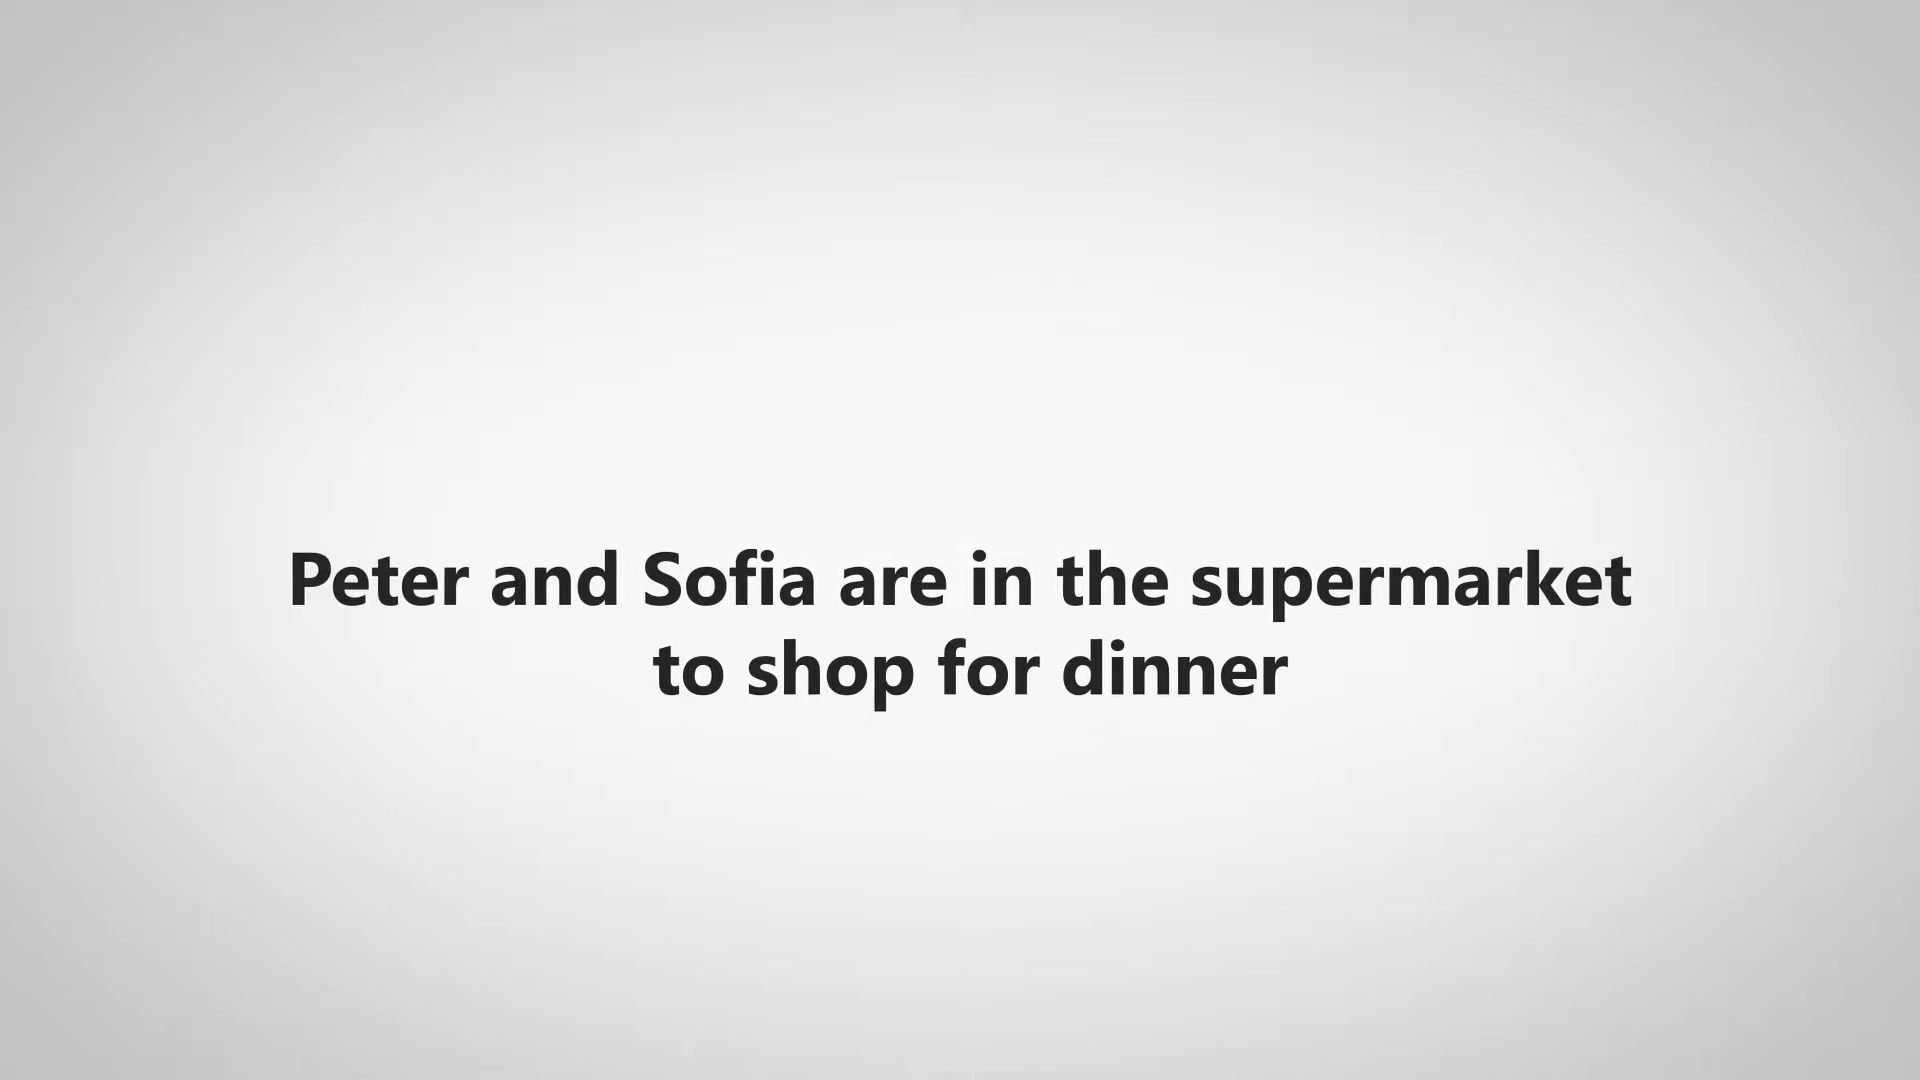 Peter and Sofia are in the supermarket
to shop for dinner